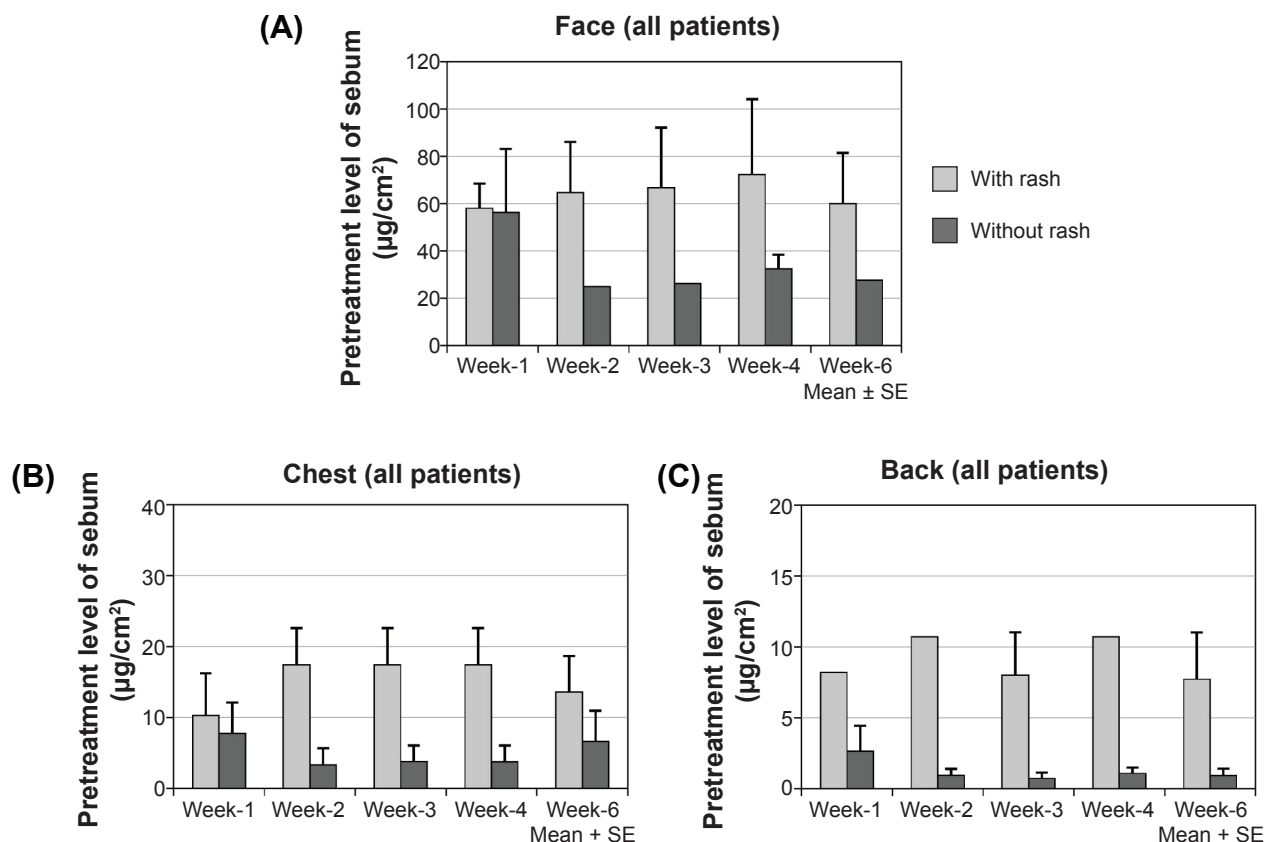 (A)
Face (all patients)
Pretreatment level of sebum
(µg/cm²)
120
100
80
60
40
20
0
Week-1 Week-2 Week-3 Week-4 Week-6
Mean ± SE
With rash
Without rash
(B)
Chest (all patients)
Pretreatment level of sebum
(µg/cm²)
40
30
20
10
0
Week-1 Week-2 Week-3 Week-4 Week-6
Mean + SE
(C)
Back (all patients)
Pretreatment level of sebum
(µg/cm²)
20
15
10
5
0
Week-1 Week-2 Week-3 Week-4 Week-6
Mean + SE